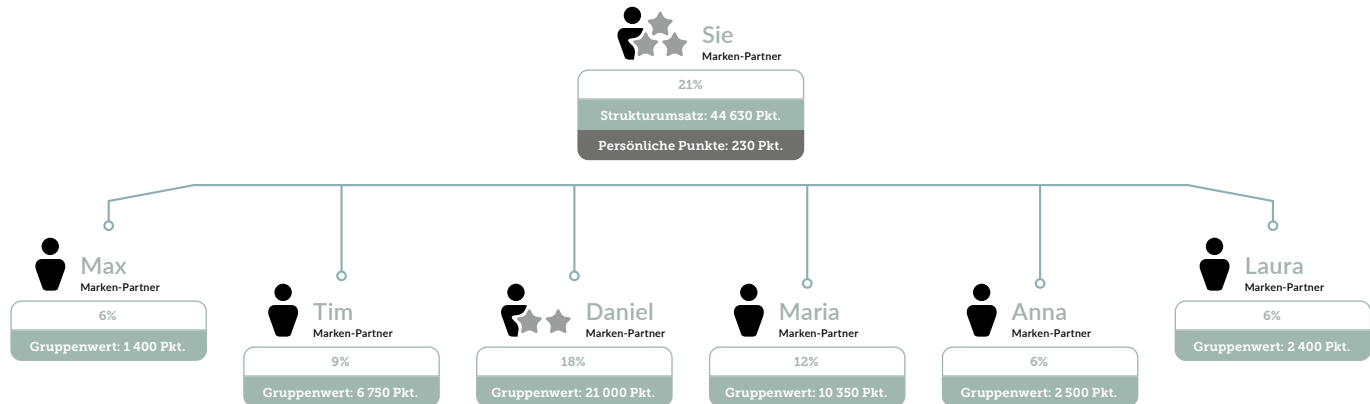 Sie
Marken-Partner
21%
Strukturumsatz: 44 630 Pkt.
Persönliche Punkte: 230 Pkt.
Max
Marken-Partner
6%
Gruppenwert: 1 400 Pkt.
Tim
Marken-Partner
9%
Gruppenwert: 6 750 Pkt.
Daniel
Marken-Partner
18%
Gruppenwert: 21 000 Pkt.
Maria
Marken-Partner
12%
Gruppenwert: 10 350 Pkt.
Anna
Marken-Partner
6%
Gruppenwert: 2 500 Pkt.
Laura
Marken-Partner
6%
Gruppenwert: 2 400 Pkt.